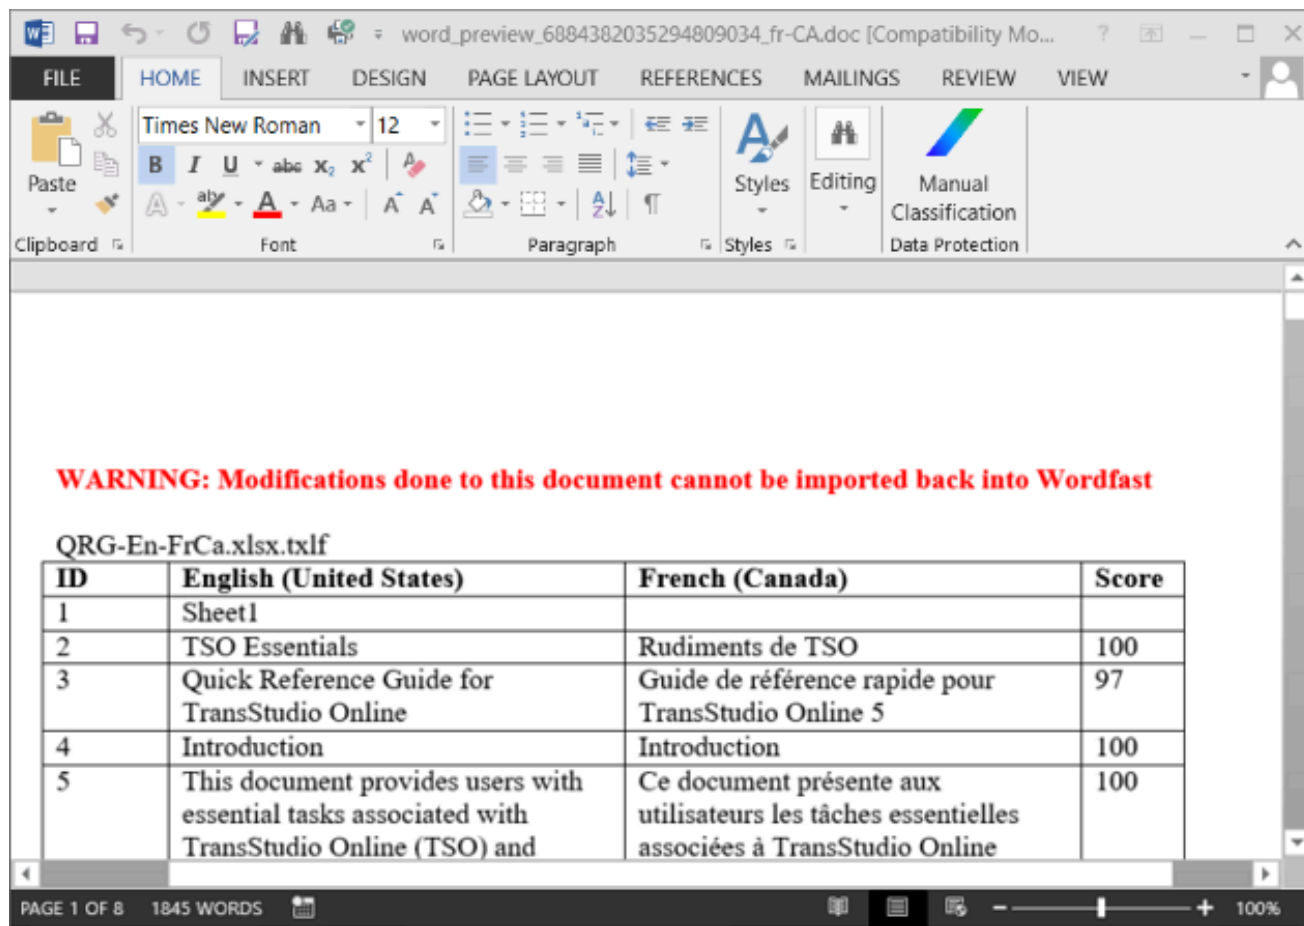 word_preview_6884382035294809034_fr-CA.doc [Compatibility Mo... ?
FILE HOME INSERT DESIGN PAGE LAYOUT REFERENCES MAILINGS REVIEW VIEW
Times New Roman 12
B I U abc X₂ x² A
Paste Styles Editing Manual Classification
A aby A Aa A A A Z
Clipboard Font Paragraph Styles Data Protection
WARNING: Modifications done to this document cannot be imported back into Wordfast
QRG-En-FrCa.xlsx.txlf
ID English (United States) French (Canada) Score
1 Sheet1
2 TSO Essentials Rudiments de TSO 100
3 Quick Reference Guide for Guide de référence rapide pour 97
TransStudio Online TransStudio Online 5
4 Introduction Introduction 100
5 This document provides users with Ce document présente aux 100
essential tasks associated with utilisateurs les tâches essentielles
TransStudio Online (TSO) and associées à TransStudio Online
PAGE 1 OF 8 1845 WORDS 100%